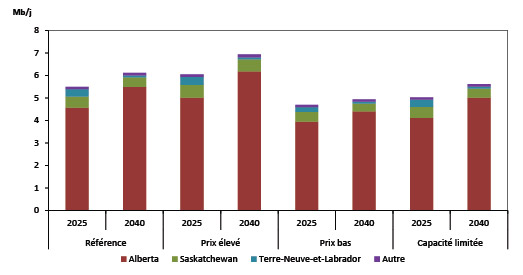 Mb/j
8
7
6
5
4
3
2
1
0
2025 2040 2025 2040 2025 2040 2025 2040
Référence Prix élevé Prix bas Capacité limitée
Alberta Saskatchewan Terre-Neuve-et-Labrador Autre